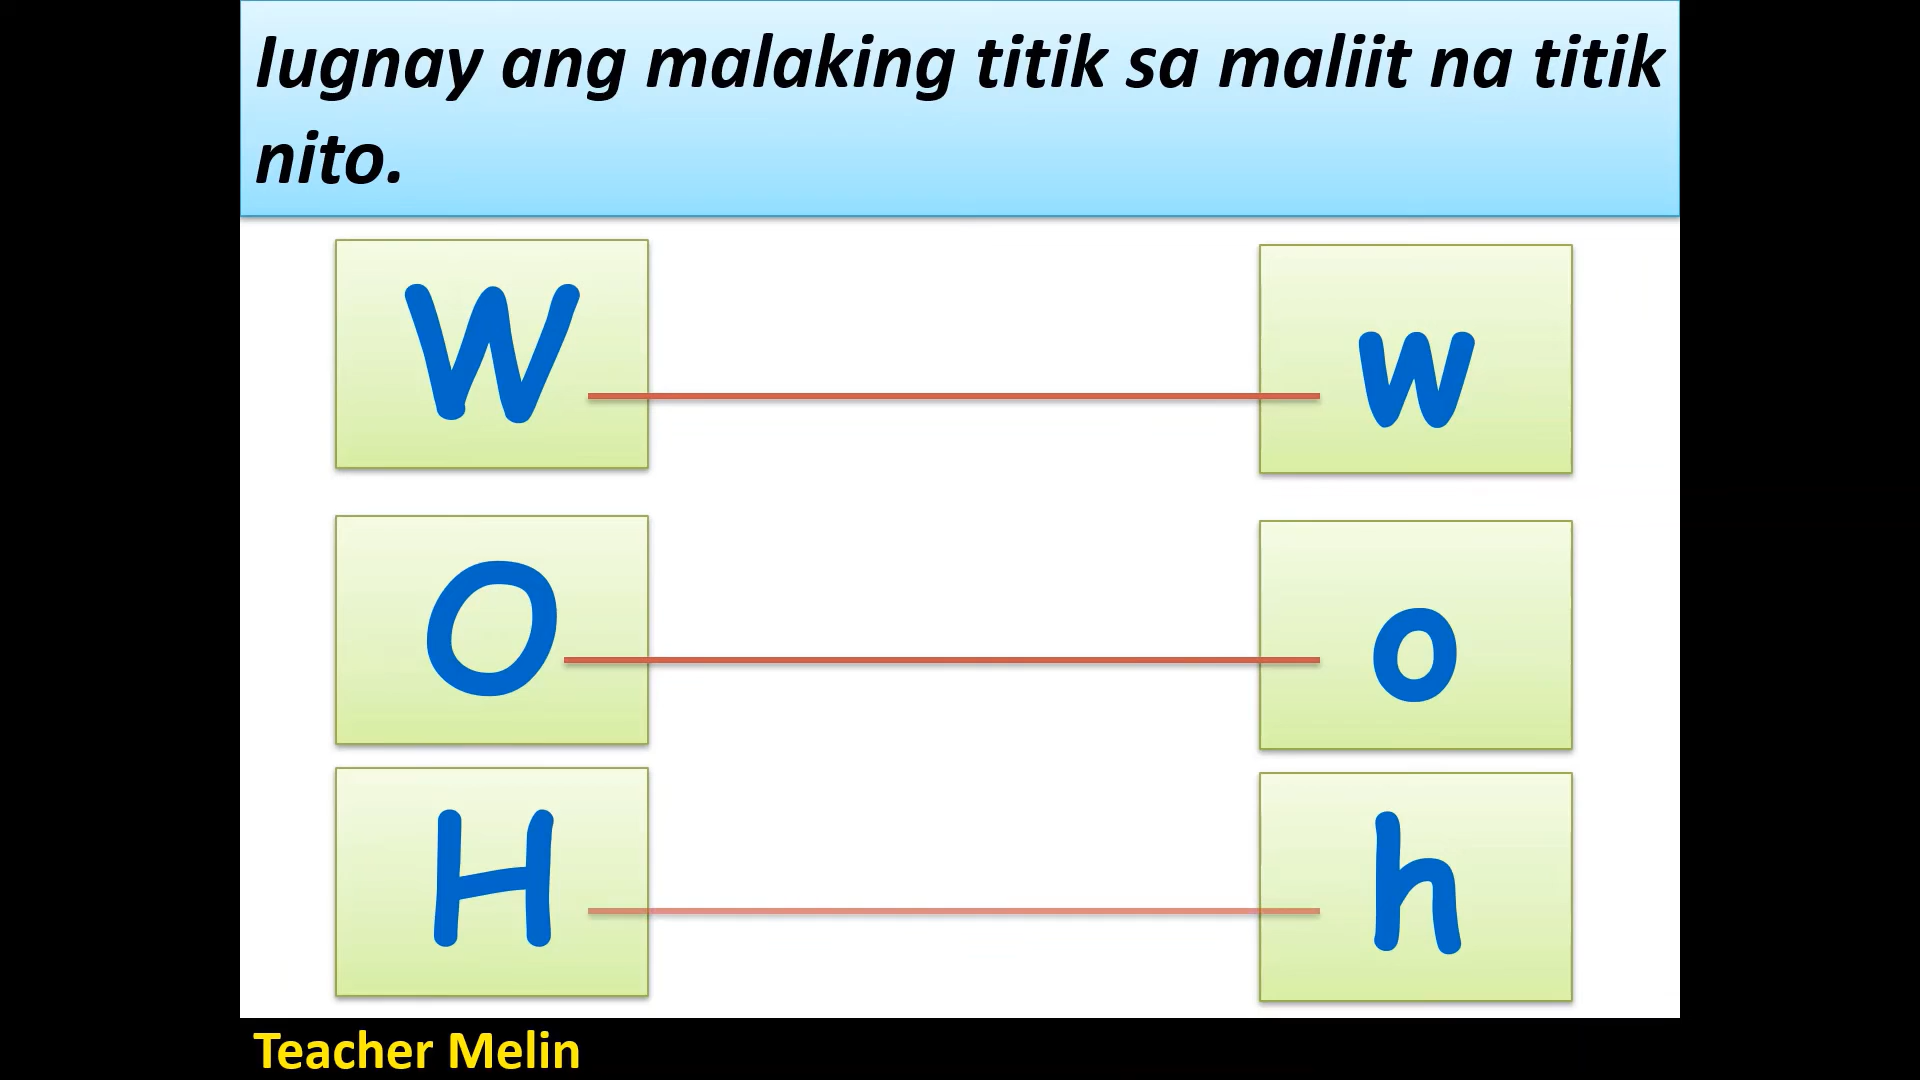 Iugnay ang malaking titik sa maliit na titik
nito.
W w
O o
H h
Teacher Melin